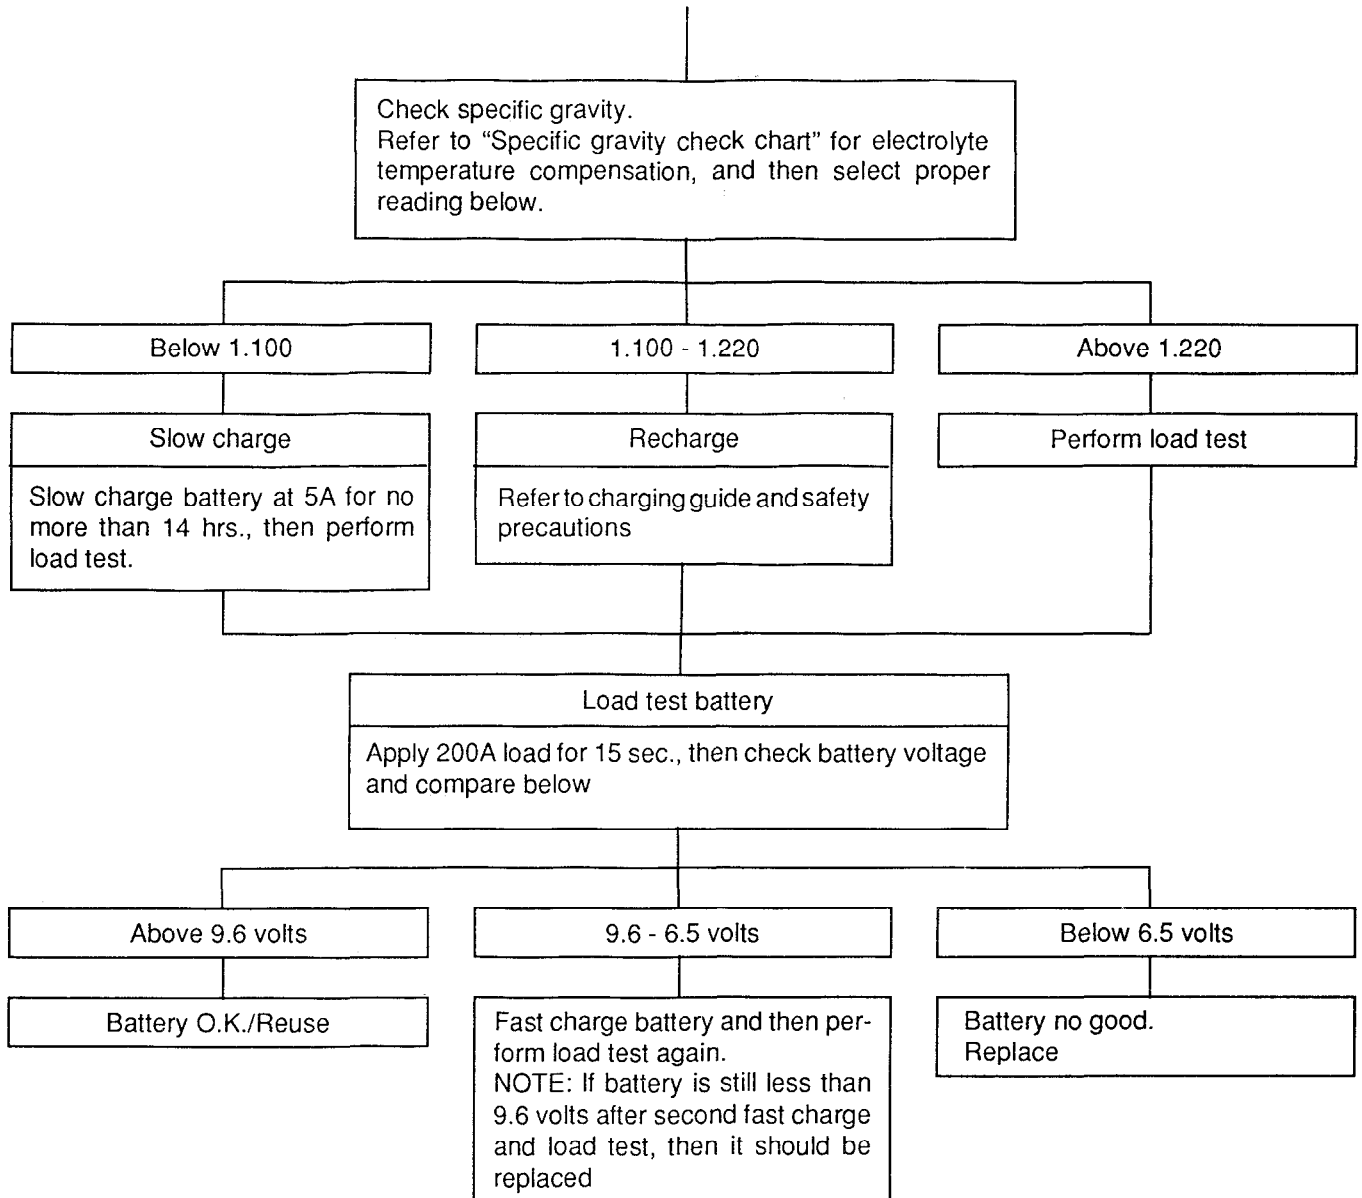 Check specific gravity.
Refer to “Specific gravity check chart” for electrolyte
temperature compensation, and then select proper
reading below.
Below 1.100
1.100 - 1.220
Above 1.220
Slow charge
Recharge
Perform load test
Slow charge battery at 5A for no
more than 14 hrs., then perform
load test.
Refer to charging guide and safety
precautions
Load test battery
Apply 200A load for 15 sec., then check battery voltage
and compare below
Above 9.6 volts
9.6 - 6.5 volts
Below 6.5 volts
Battery O.K./Reuse
Fast charge battery and then per-
form load test again.
NOTE: If battery is still less than
9.6 volts after second fast charge
and load test, then it should be
replaced
Battery no good.
Replace